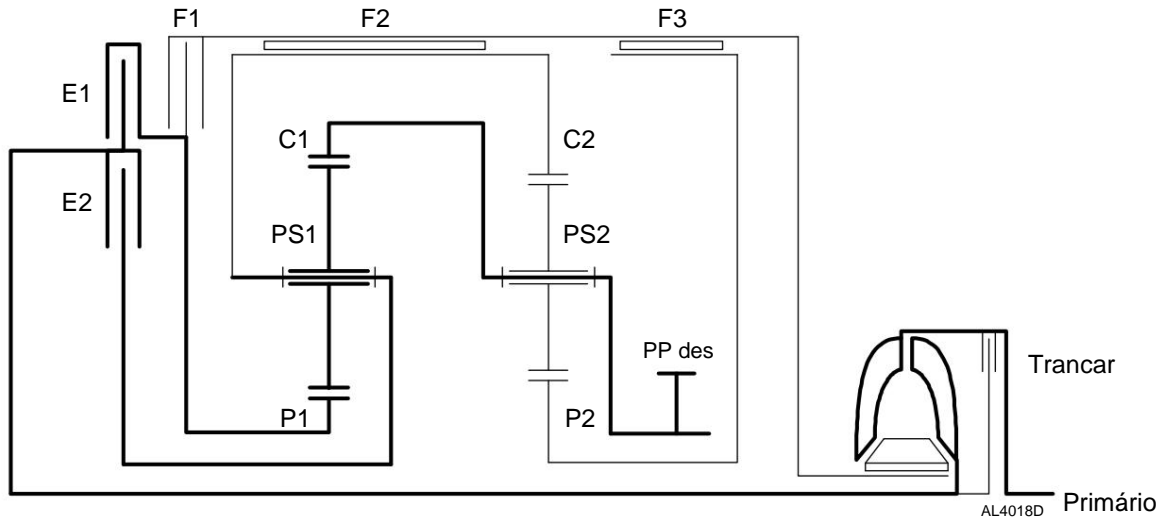 F1
F2
F3
E1
C1
C2
E2
PS1
PS2
PP des
Trancar
P1
P2
AL4018D
Primário